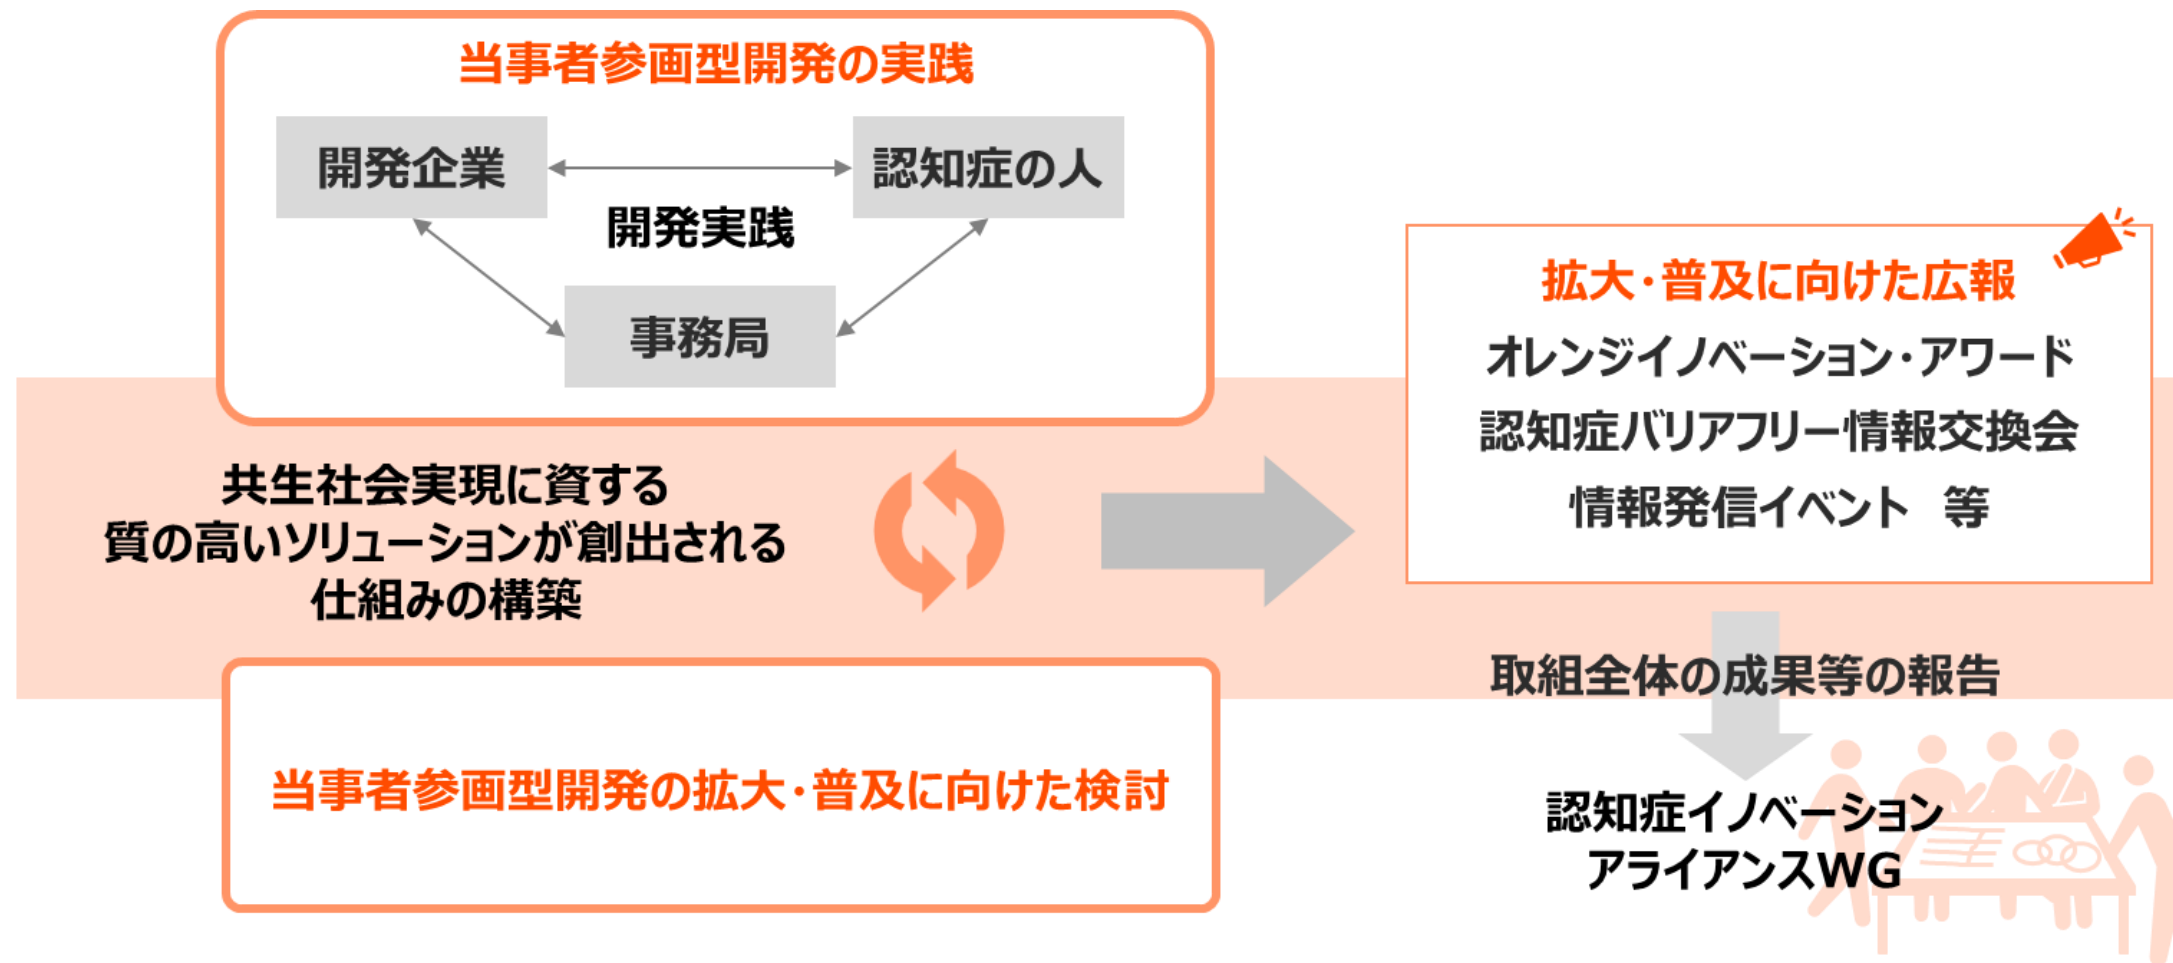 当事者参画型開発の実践
開発企業
認知症の人
開発実践
事務局
共生社会実現に資する
質の高いソリューションが創出される
仕組みの構築
当事者参画型開発の拡大・普及に向けた検討
拡大・普及に向けた広報
オレンジイノベーション・アワード
認知症バリアフリー情報交換会
情報発信イベント　等
取組全体の成果等の報告
認知症イノベーション
アライアンスWG